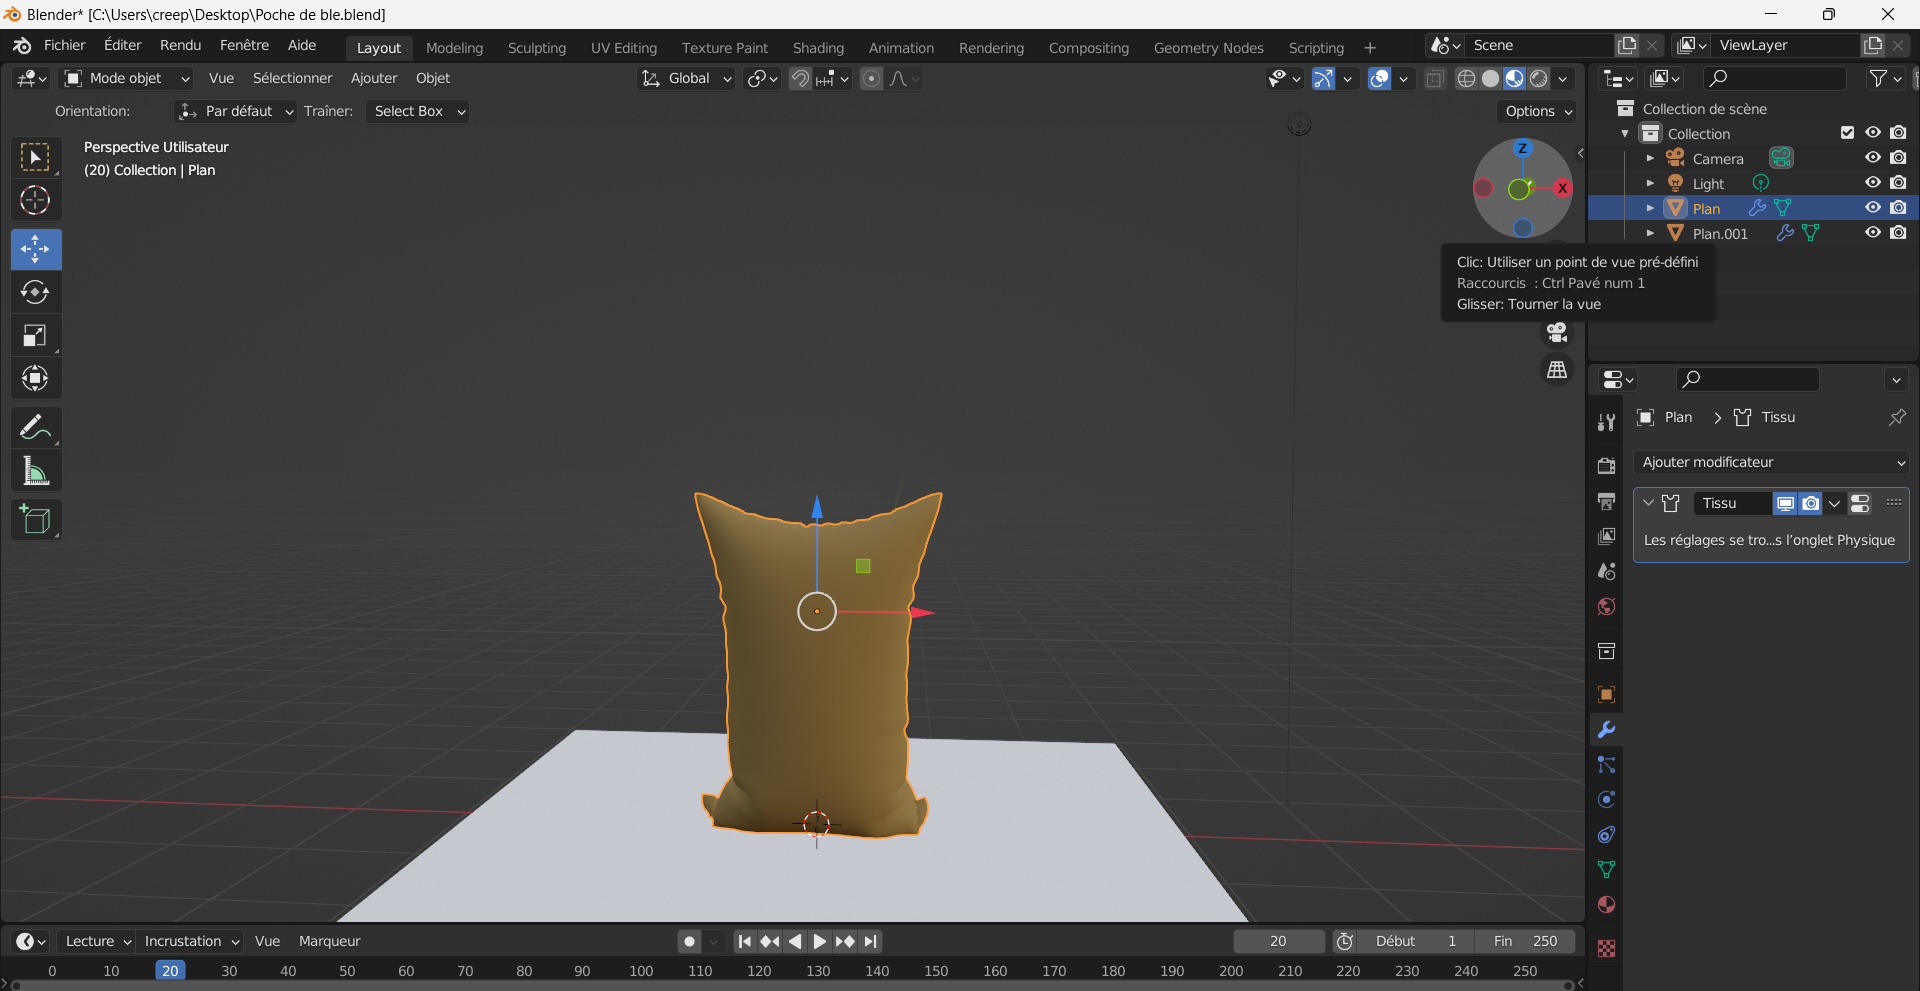 Blender* [C:\Users\creep\Desktop\Poche de ble.blend]
Fichier Éditer Rendu Fenêtre Aide Layout Modeling Sculpting UV Editing Texture Paint Shading Animation Rendering Compositing Geometry Nodes Scripting + Scene ViewLayer
Mode objet Vue Sélectionner Ajouter Objet Global
Orientation: Par défaut Traîner: Select Box Options
Perspective Utilisateur
(20) Collection | Plan
Z
X
Collection de scène
Collection
Camera
Light
Plan
Plan.001
Clic: Utiliser un point de vue pré-défini
Raccourcis : Ctrl Pavé num 1
Glisser: Tourner la vue
Plan > Tissu
Ajouter modificateur
Tissu
Les réglages se tro...s l'onglet Physique
Lecture Incrustation Vue Marqueur 20 Début 1 Fin 250
0 10 20 30 40 50 60 70 80 90 100 110 120 130 140 150 160 170 180 190 200 210 220 230 240 250